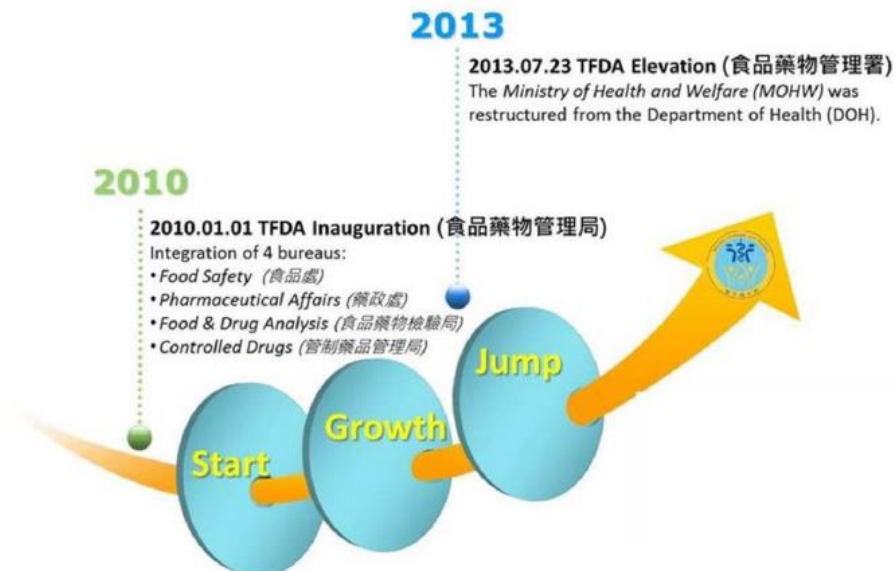 2013
2013.07.23 TFDA Elevation (食品藥物管理署)
The Ministry of Health and Welfare (MOHW) was
restructured from the Department of Health (DOH).
2010
2010.01.01 TFDA Inauguration (食品藥物管理局)
Integration of 4 bureaus:
• Food Safety (食品處)
• Pharmaceutical Affairs (藥政處)
• Food & Drug Analysis (食品藥物檢驗局)
• Controlled Drugs (管制藥品管理局)
Start
Growth
Jump